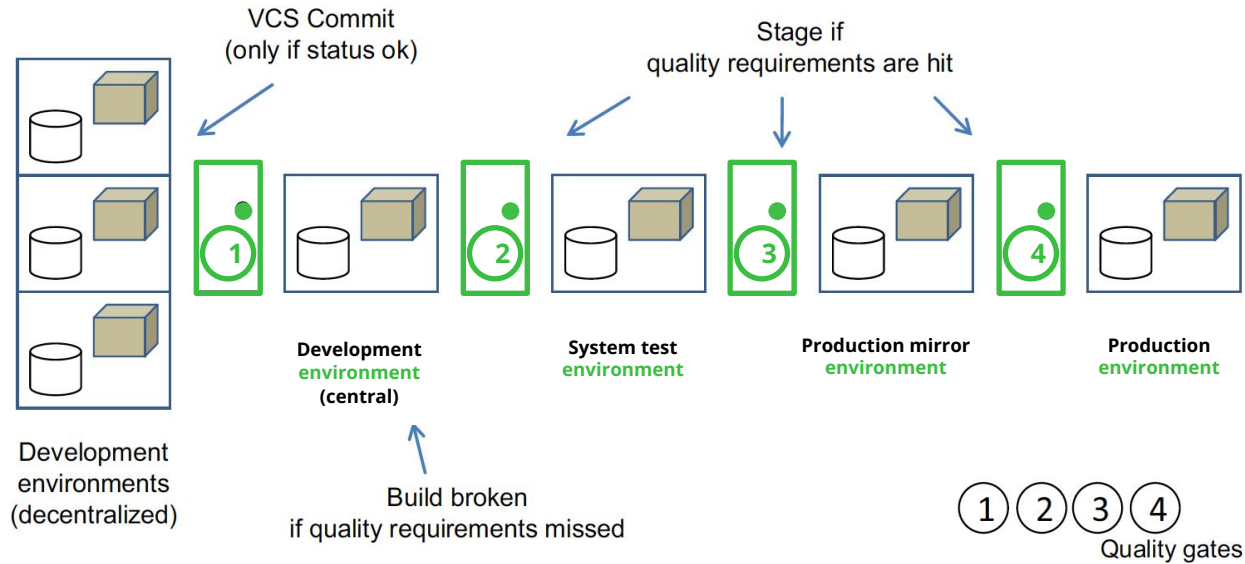 VCS Commit
(only if status ok)
Stage if
quality requirements are hit
1
2
3
4
Development
environment
(central)
System test
environment
Production mirror
environment
Production
environment
Development
environments
(decentralized)
Build broken
if quality requirements missed
1 2 3 4
Quality gates